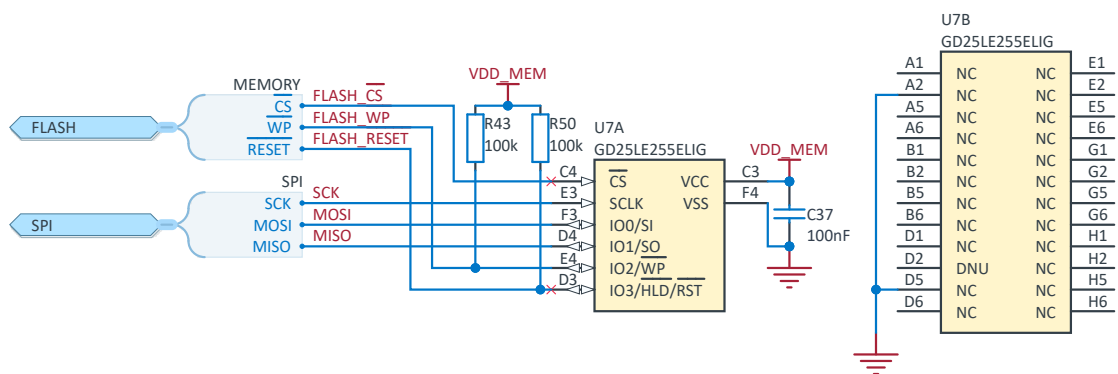 U7B
GD25LE255ELIG
VDD_MEM
MEMORY
CS FLASH_CS
WP FLASH_WP
RESET FLASH_RESET
FLASH
R43
100k
R50
100k
U7A
GD25LE255ELIG
VDD_MEM
SPI
SPI
SCK SCK
MOSI MOSI
MISO MISO
C4 CS VCC C3
E3 SCLK VSS F4
F3 IO0/SI
D4 IO1/SO
E4 IO2/WP
D3 IO3/HLD/RST
C37
100nF
A1 NC NC E1
A2 NC NC E2
A5 NC NC E5
A6 NC NC E6
B1 NC NC G1
B2 NC NC G2
B5 NC NC G5
B6 NC NC G6
D1 NC NC H1
D2 DNU NC H2
D5 NC NC H5
D6 NC NC H6